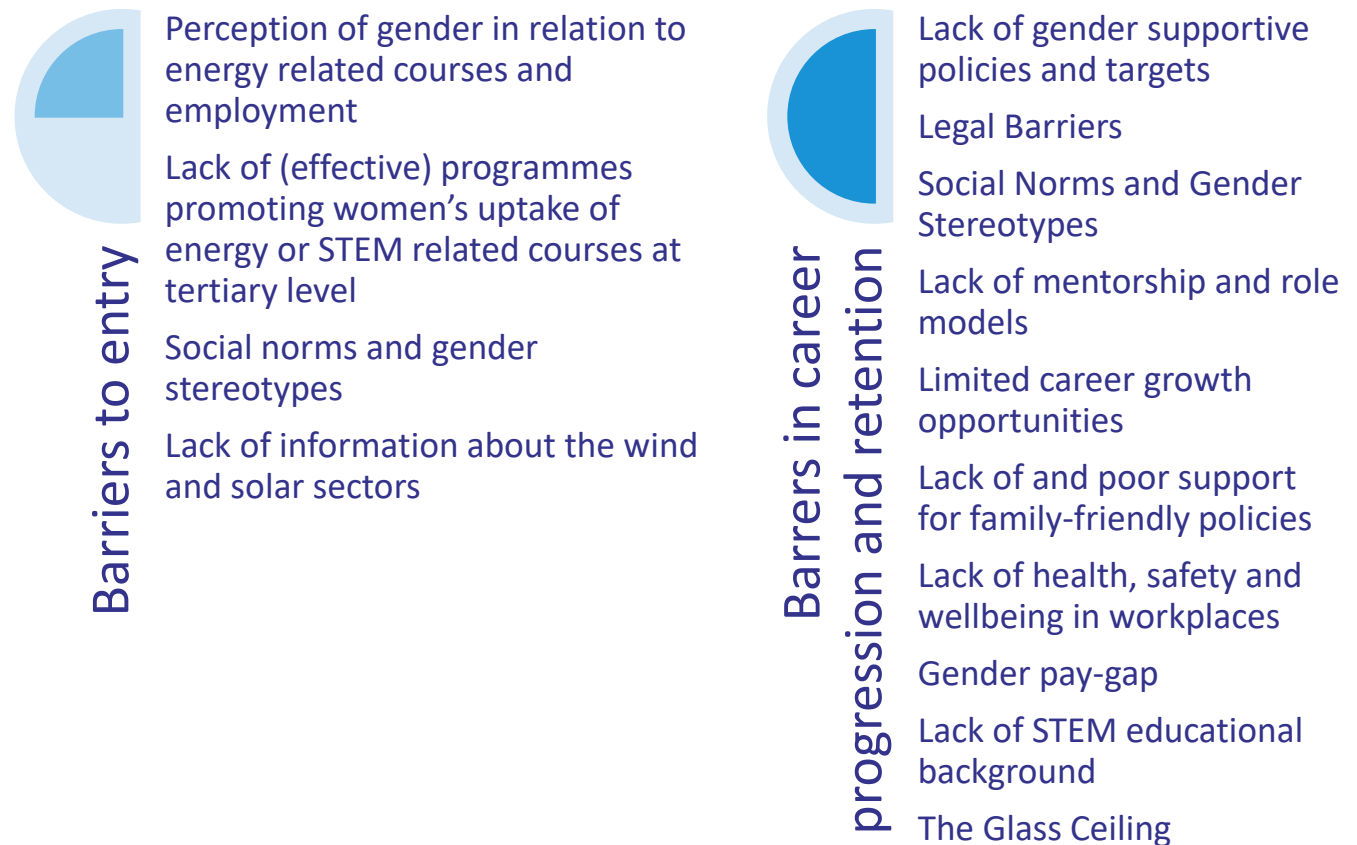 Barriers to entry
Perception of gender in relation to
energy related courses and
employment
Lack of (effective) programmes
promoting women’s uptake of
energy or STEM related courses at
tertiary level
Social norms and gender
stereotypes
Lack of information about the wind
and solar sectors
Barrers in career
progression and retention
Lack of gender supportive
policies and targets
Legal Barriers
Social Norms and Gender
Stereotypes
Lack of mentorship and role
models
Limited career growth
opportunities
Lack of and poor support
for family-friendly policies
Lack of health, safety and
wellbeing in workplaces
Gender pay-gap
Lack of STEM educational
background
The Glass Ceiling